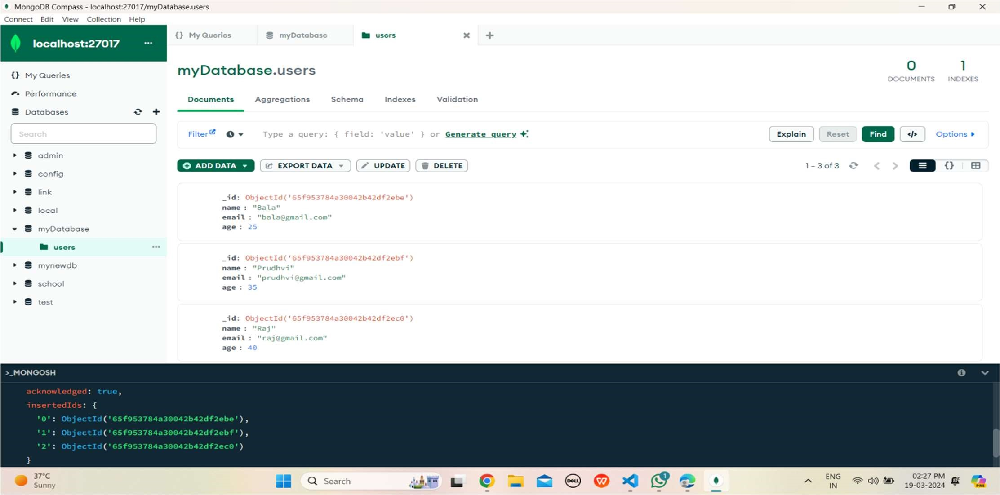 MongoDB Compass - localhost:27017/myDatabase.users
Connect Edit View Collection Help
localhost:27017 ···
{} My Queries
Performance
Databases
Search
admin
config
link
local
myDatabase
users ···
mynewdb
school
test
{} My Queries myDatabase users
myDatabase.users
0 1
DOCUMENTS INDEXES
Documents Aggregations Schema Indexes Validation
Filter Type a query: { field: 'value' } or Generate query Explain Reset Find </> Options
ADD DATA EXPORT DATA UPDATE DELETE 1 – 3 of 3 {}
_id: ObjectId('65f953784a30042b42df2ebe')
name : "Bala"
email : "bala@gmail.com"
age : 25
_id: ObjectId('65f953784a30042b42df2ebf')
name : "Prudhvi"
email : "prudhvi@gmail.com"
age : 35
_id: ObjectId('65f953784a30042b42df2ec0')
name : "Raj"
email : "raj@gmail.com"
age : 40
>_MONGOSH
acknowledged: true,
insertedIds: {
'0': ObjectId('65f953784a30042b42df2ebe'),
'1': ObjectId('65f953784a30042b42df2ebf'),
'2': ObjectId('65f953784a30042b42df2ec0')
}
37°C
Sunny
Search
DELL
W
1
ENG
IN
02:27 PM
19-03-2024
PRE